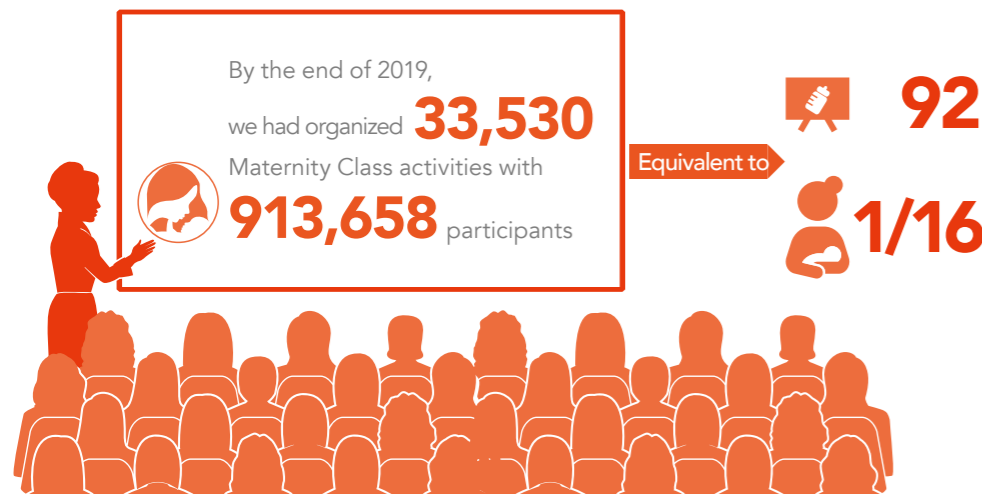 By the end of 2019,
we had organized 33,530
Maternity Class activities with
913,658 participants
Equivalent to
92
1/16